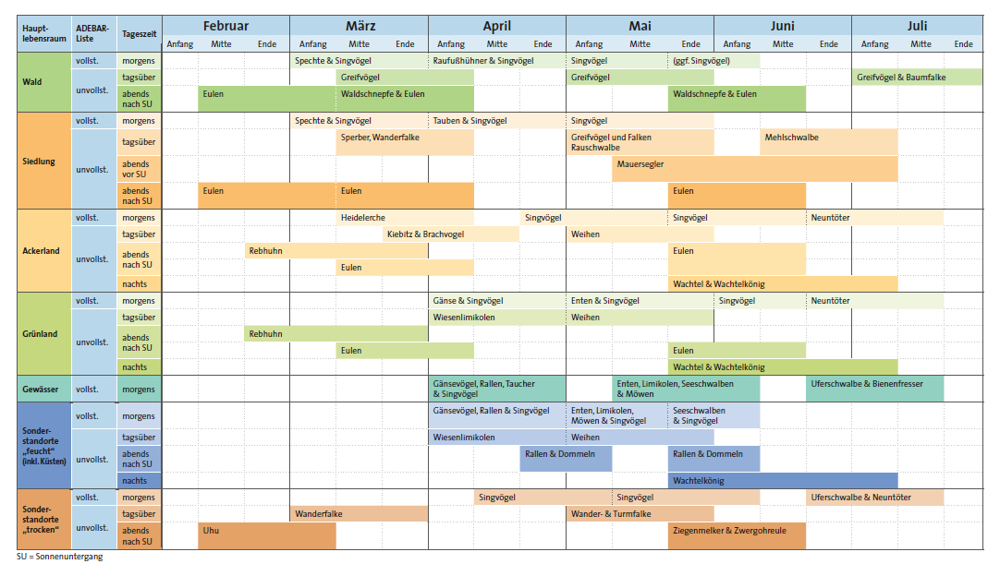 Haupt-
lebensraum
ADEBAR-
Liste
Tageszeit
Februar März April Mai Juni Juli
Anfang Mitte Ende Anfang Mitte Ende Anfang Mitte Ende Anfang Mitte Ende Anfang Mitte Ende Anfang Mitte Ende
Wald
vollst. morgens Spechte & Singvögel Raufußhühner & Singvögel Singvögel (ggf. Singvögel)
unvollst.
tagsüber Greifvögel Greifvögel Greifvögel & Baumfalke
abends
nach SU
Eulen Waldschnepfe & Eulen Waldschnepfe & Eulen
Siedlung
vollst. morgens Spechte & Singvögel Tauben & Singvögel Singvögel
unvollst.
tagsüber Sperber, Wanderfalke
Greifvögel und Falken
Rauschwalbe
Mehlschwalbe
abends
vor SU
Mauersegler
abends
nach SU
Eulen Eulen Eulen
Ackerland
vollst. morgens Heidelerche Singvögel Singvögel Neuntöter
unvollst.
tagsüber Kiebitz & Brachvogel Weihen
abends
nach SU
Rebhuhn Eulen
Eulen
nachts Wachtel & Wachtelkönig
Grünland
vollst. morgens Gänse & Singvögel Enten & Singvögel Singvögel Neuntöter
unvollst.
tagsüber Wiesenlimikolen Weihen
abends
nach SU
Rebhuhn
Eulen Eulen
nachts Wachtel & Wachtelkönig
Gewässer
vollst. morgens
Gänsevögel, Rallen, Taucher
& Singvögel
Enten, Limikolen, Seeschwalben
& Möwen
Uferschwalbe & Bienenfresser
Sonder-
standorte
„feucht“
(inkl. Küsten)
vollst. morgens
Gänsevögel, Rallen & Singvögel
Enten, Limikolen,
Möwen & Singvögel
Seeschwalben
& Singvögel
unvollst.
tagsüber Wiesenlimikolen Weihen
abends
nach SU
Rallen & Dommeln Rallen & Dommeln
nachts Wachtelkönig
Sonder-
standorte
„trocken“
vollst. morgens Singvögel Singvögel Uferschwalbe & Neuntöter
unvollst.
tagsüber Wanderfalke Wander- & Turmfalke
abends
nach SU
Uhu Ziegenmelker & Zwergohreule
SU = Sonnenuntergang